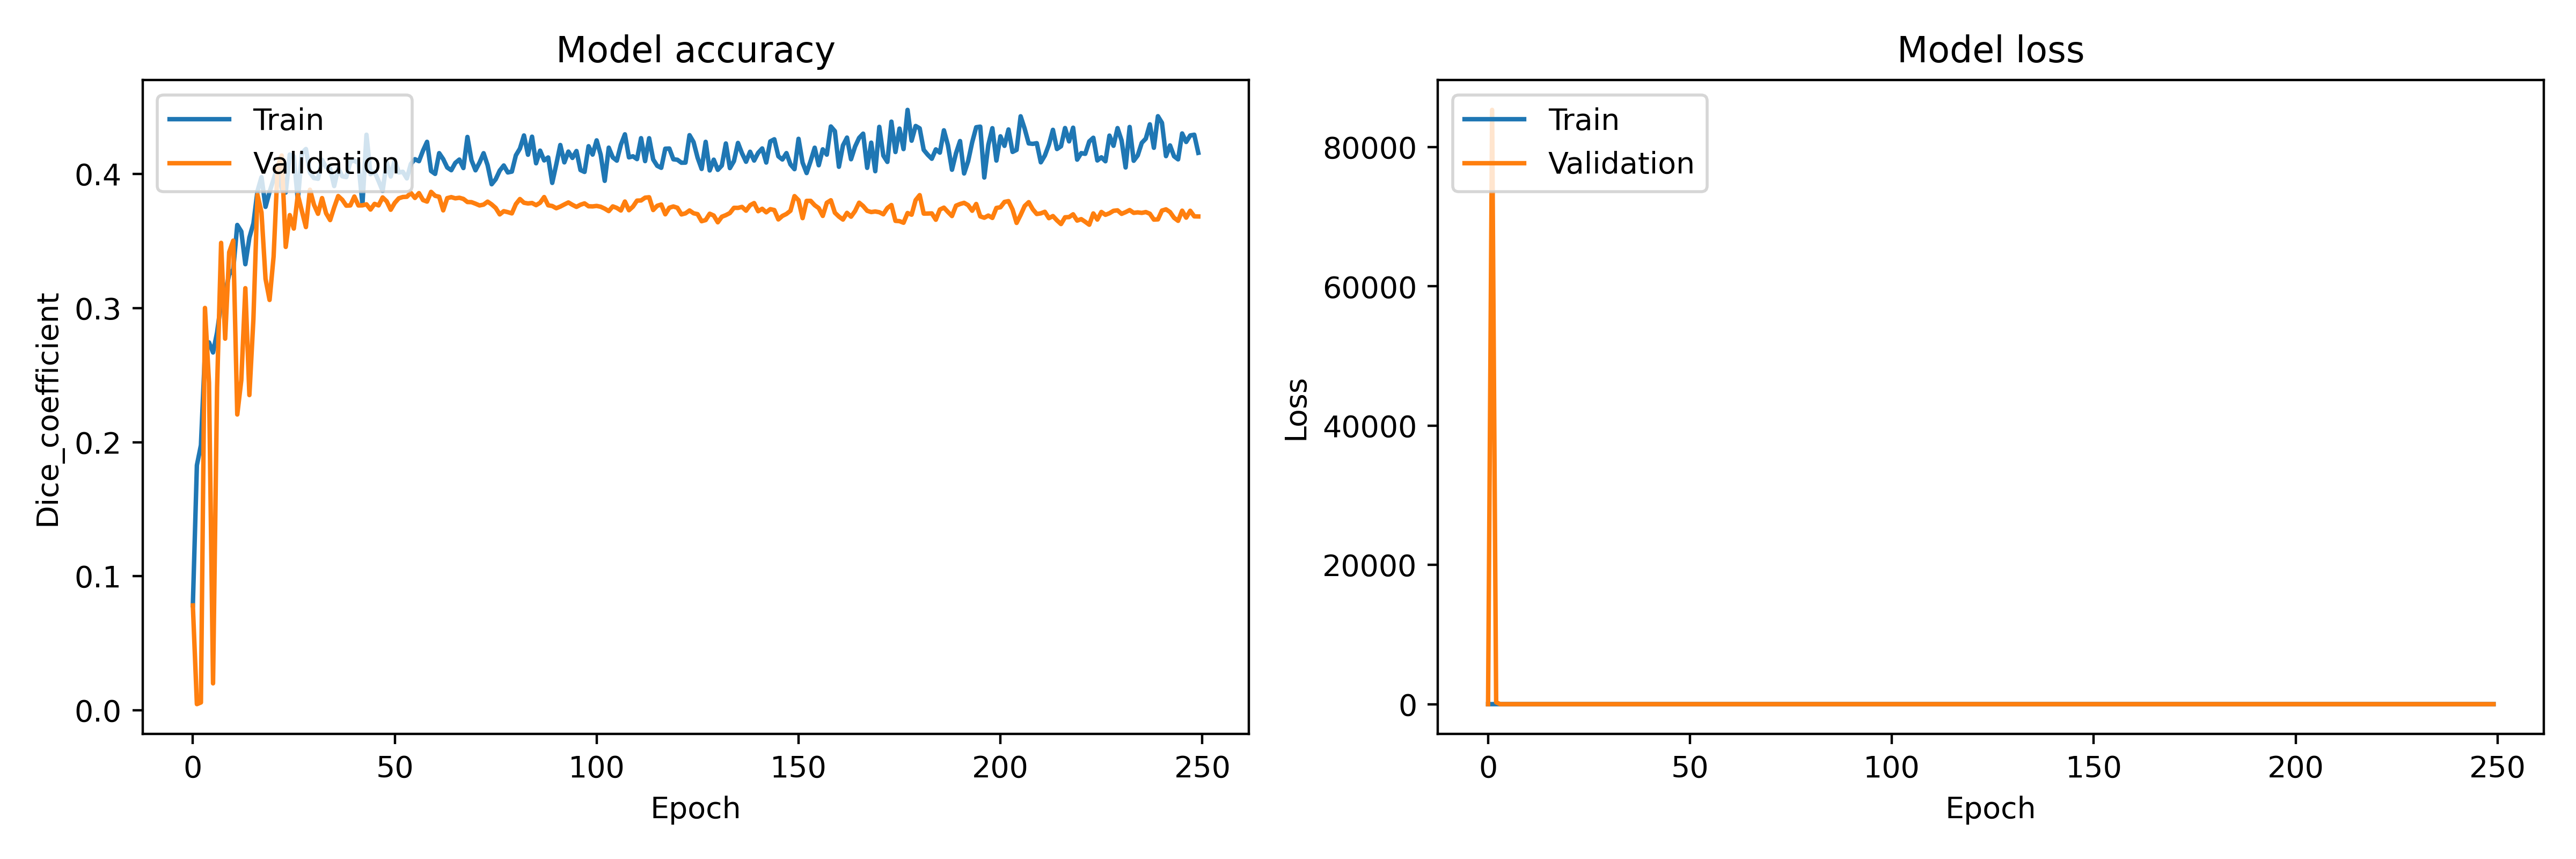 Model accuracy
Train
Validation
Dice_coefficient
0.4
0.3
0.2
0.1
0.0
0 50 100 150 200 250
Epoch
Model loss
Train
Validation
Loss
80000
60000
40000
20000
0
0 50 100 150 200 250
Epoch